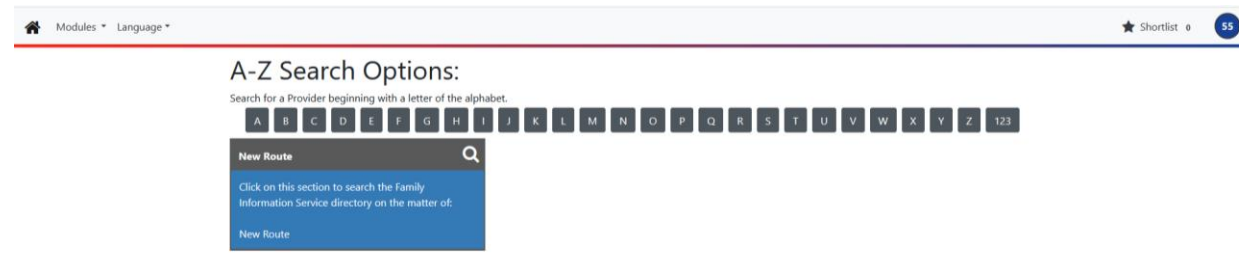 Modules Language Shortlist 0 55
A-Z Search Options:
Search for a Provider beginning with a letter of the alphabet.
A B C D E F G H I J K L M N O P Q R S T U V W X Y Z 123
New Route
Click on this section to search the Family
Information Service directory on the matter of:
New Route